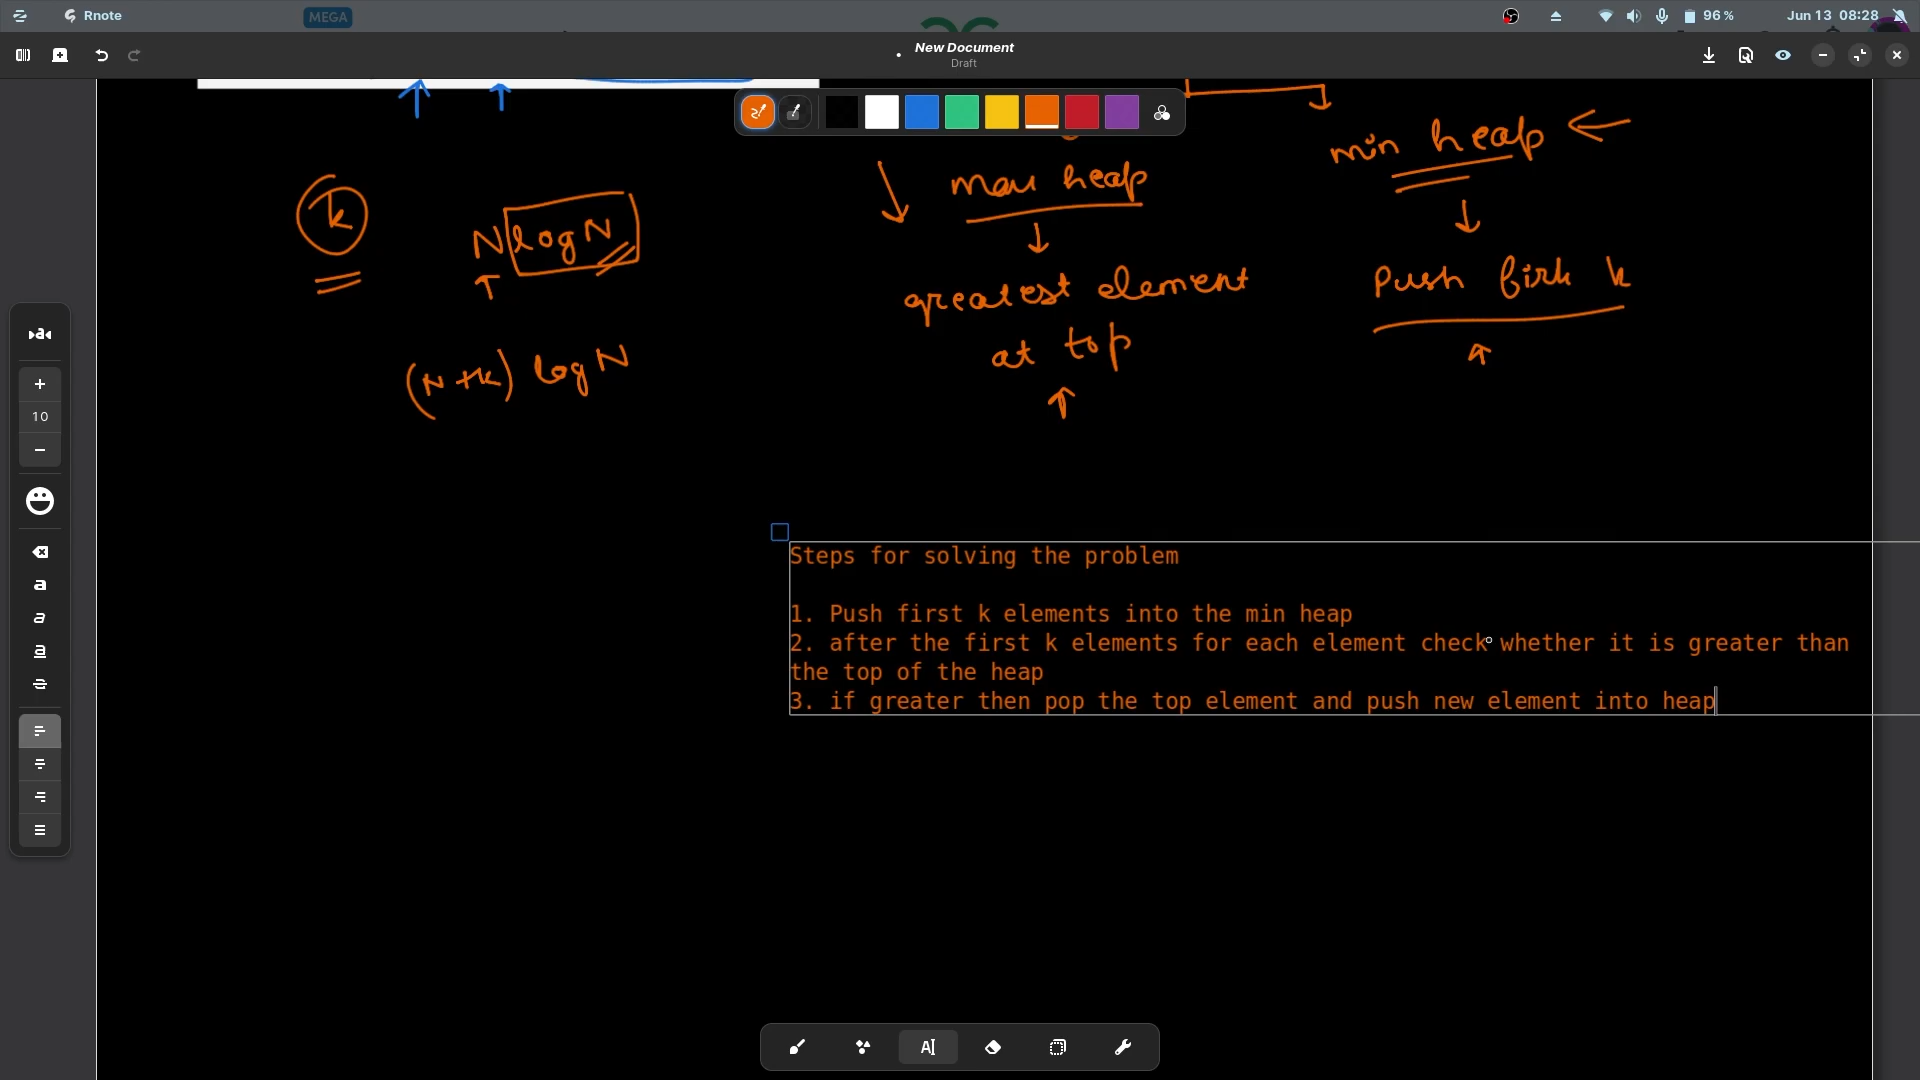 Rnote
MEGA
96 %
Jun 13 08:28
New Document
Draft
10
a
a
a
k
N log N
(N+k) log N
max heap
greatest element
at top
min heap
Push first k
Steps for solving the problem
1. Push first k elements into the min heap
2. after the first k elements for each element check whether it is greater than
the top of the heap
3. if greater then pop the top element and push new element into heap